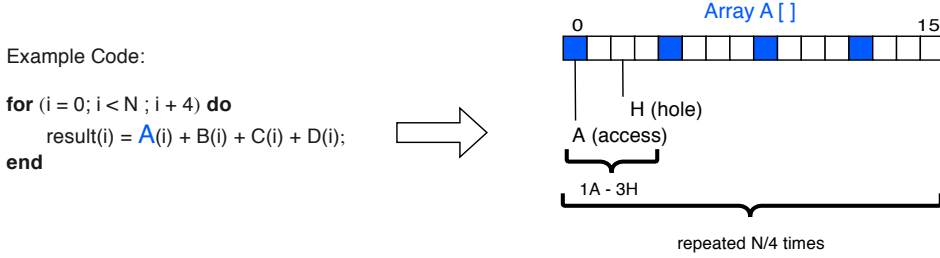 Example Code:
for (i = 0; i < N ; i + 4) do
result(i) = A(i) + B(i) + C(i) + D(i);
end
Array A [ ]
0 15
H (hole)
A (access)
1A - 3H
repeated N/4 times